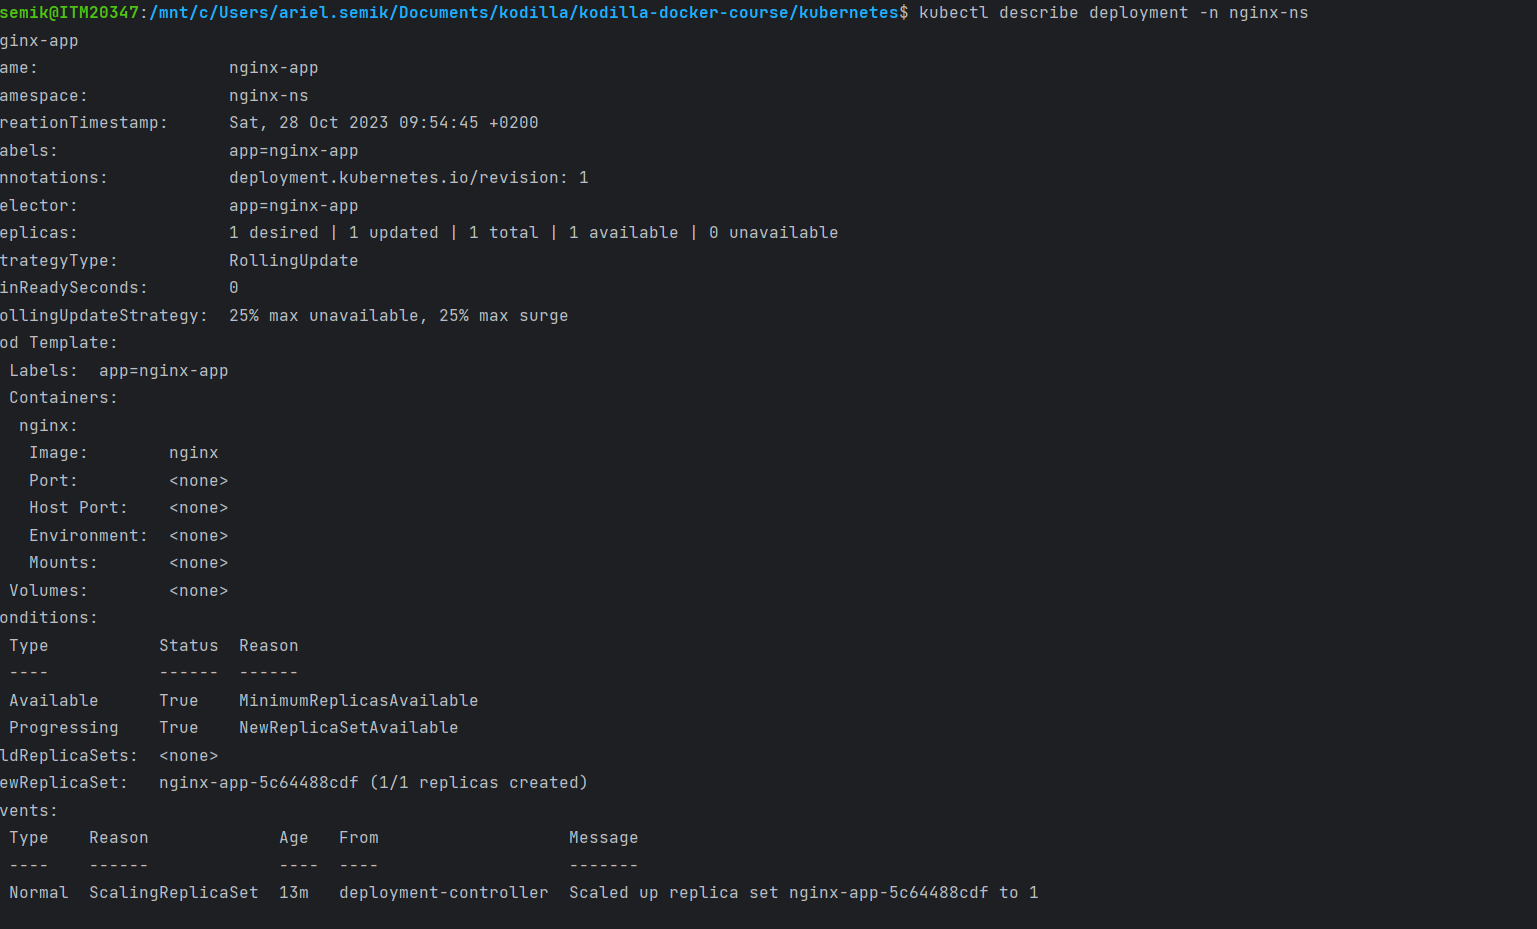 semik@ITM20347:/mnt/c/Users/ariel.semik/Documents/kodilla/kodilla-docker-course/kubernetes$ kubectl describe deployment -n nginx-ns
ginx-app
ame:                   nginx-app
amespace:              nginx-ns
reationTimestamp:      Sat, 28 Oct 2023 09:54:45 +0200
abels:                 app=nginx-app
nnotations:            deployment.kubernetes.io/revision: 1
elector:               app=nginx-app
eplicas:               1 desired | 1 updated | 1 total | 1 available | 0 unavailable
trategyType:           RollingUpdate
inReadySeconds:        0
ollingUpdateStrategy:  25% max unavailable, 25% max surge
od Template:
 Labels:  app=nginx-app
 Containers:
  nginx:
   Image:        nginx
   Port:         <none>
   Host Port:    <none>
   Environment:  <none>
   Mounts:       <none>
 Volumes:        <none>
onditions:
 Type           Status  Reason
 ----           ------  ------
 Available      True    MinimumReplicasAvailable
 Progressing    True    NewReplicaSetAvailable
ldReplicaSets:  <none>
ewReplicaSet:   nginx-app-5c64488cdf (1/1 replicas created)
vents:
 Type    Reason             Age   From                   Message
 ----    ------             ----  ----                   -------
 Normal  ScalingReplicaSet  13m   deployment-controller  Scaled up replica set nginx-app-5c64488cdf to 1